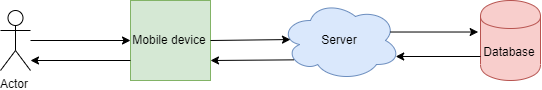 Actor
Mobile device
Server
Database